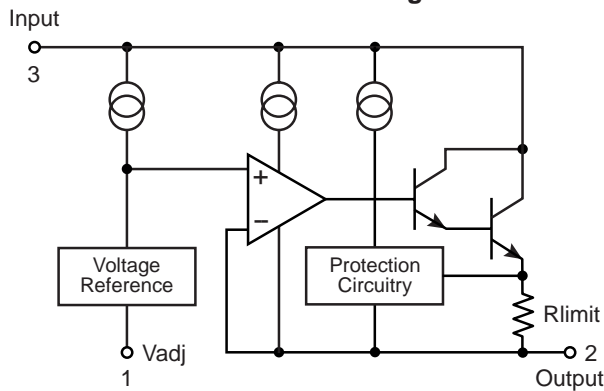 Input
3
+
−
Voltage
Reference
Protection
Circuitry
Rlimit
Vadj
1
2
Output